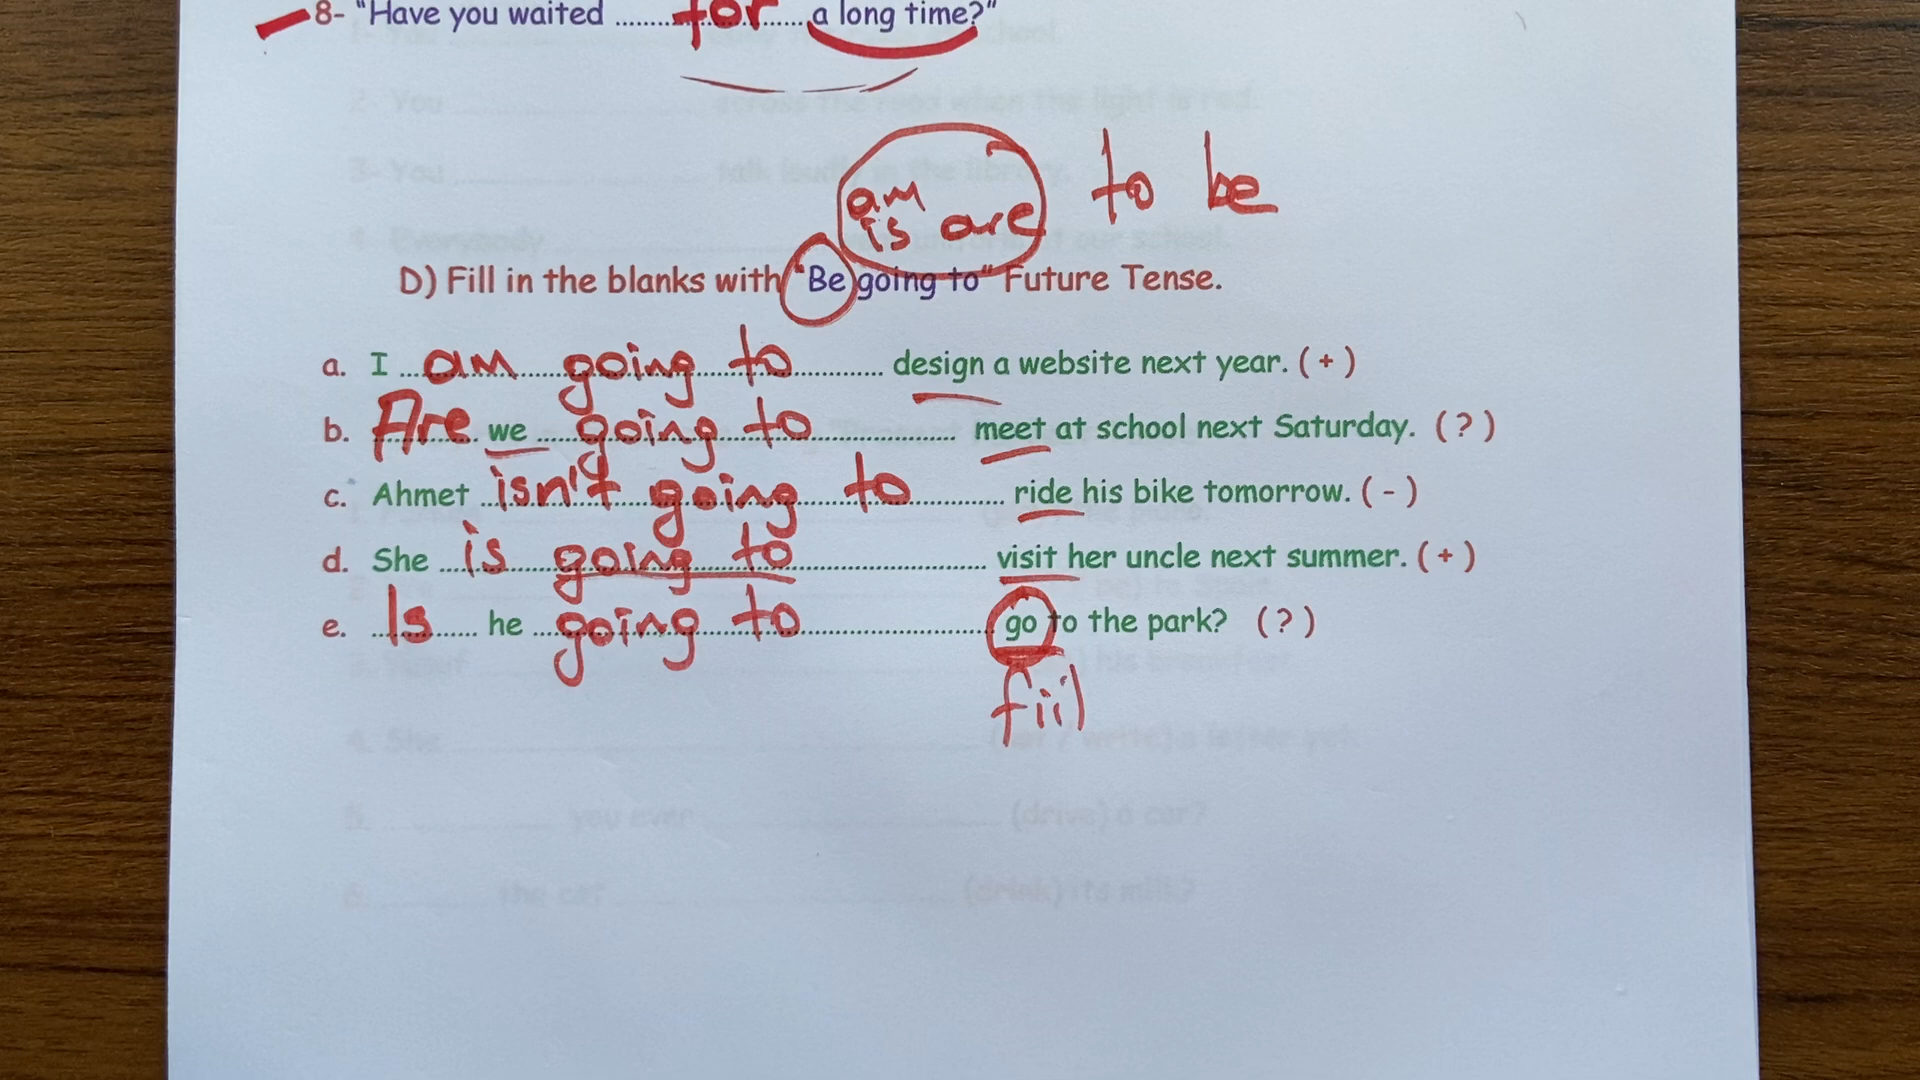 8- "Have you waited ......for...... a long time?"
am
is are to be
D) Fill in the blanks with "Be going to" Future Tense.
a. I ...am going to... design a website next year. ( + )
b. Are we ...going to... meet at school next Saturday. ( ? )
c. Ahmet ...isn't going to... ride his bike tomorrow. ( - )
d. She ...is going to... visit her uncle next summer. ( + )
e. ...Is... he ...going to... go to the park? ( ? )
fiil